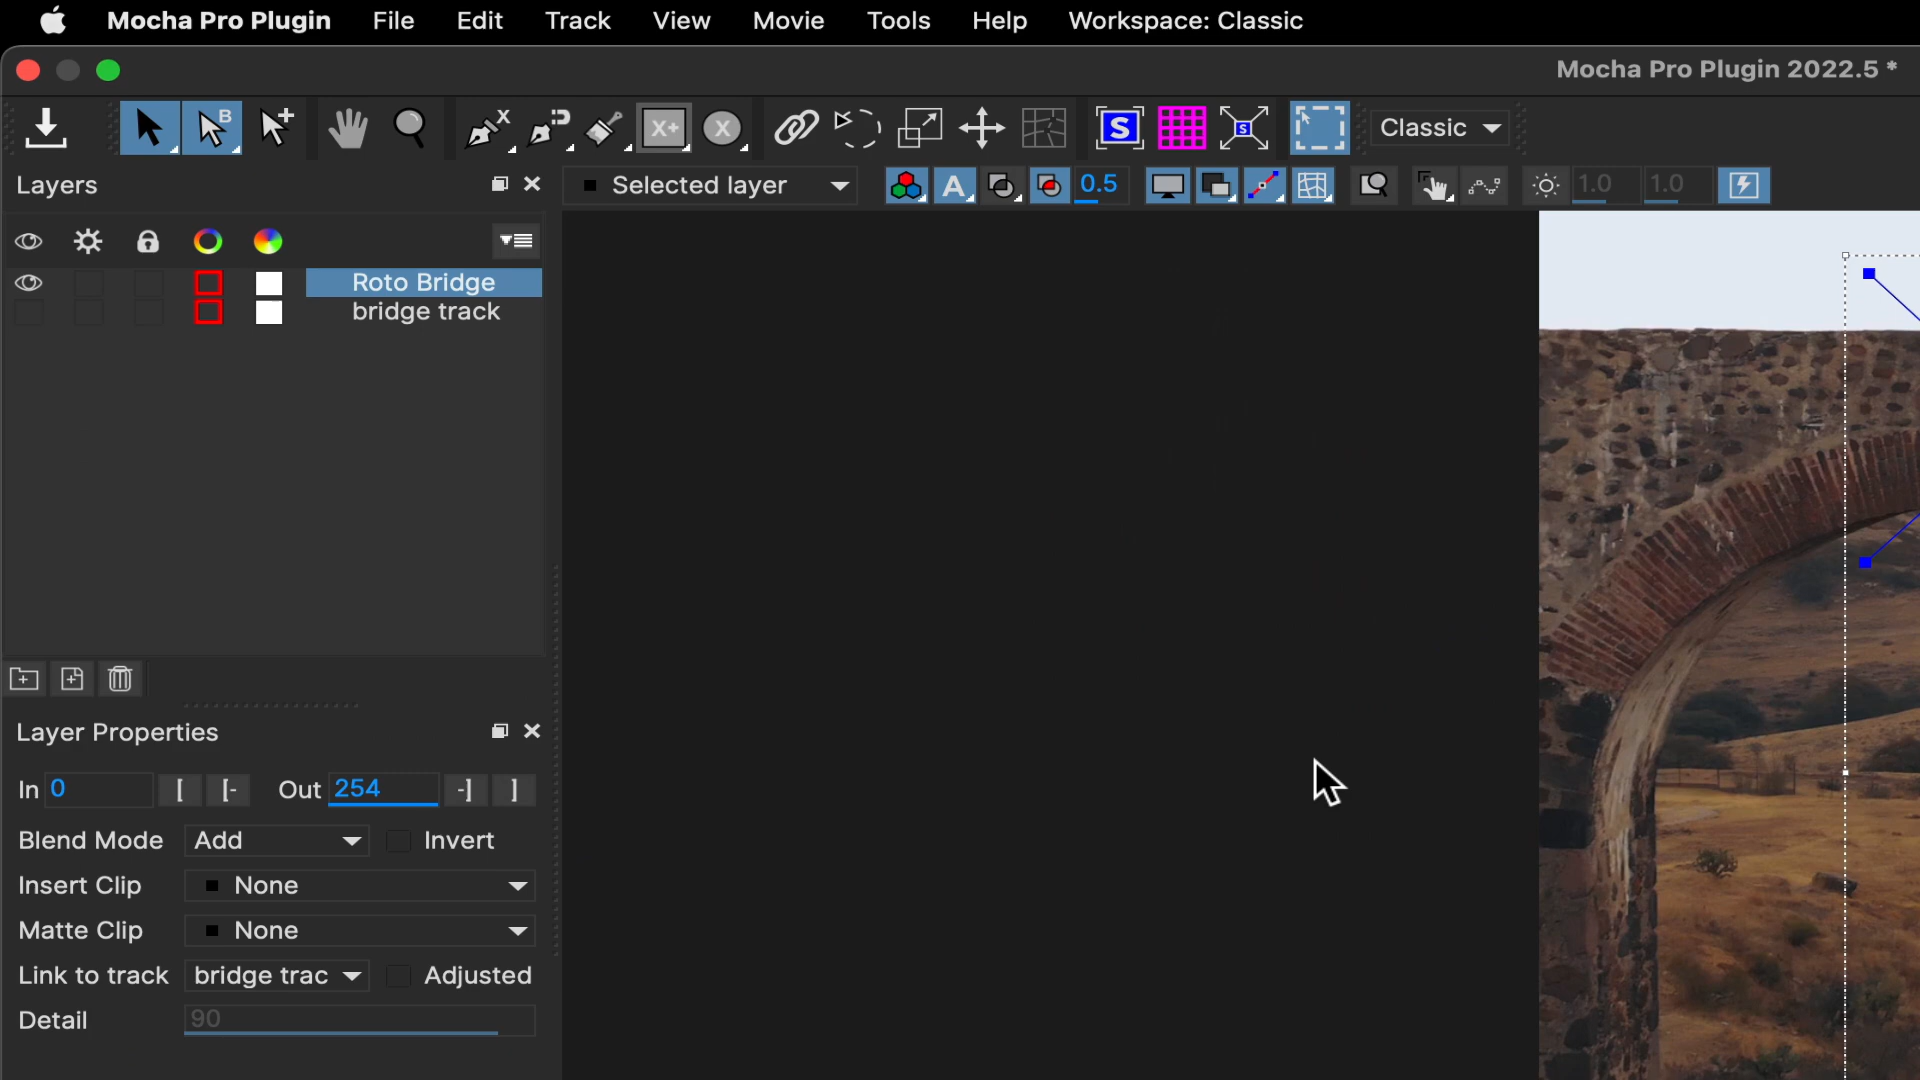 Mocha Pro Plugin File Edit Track View Movie Tools Help Workspace: Classic
Mocha Pro Plugin 2022.5 *
B X X+ X S S Classic
Layers
Selected layer A 0.5 1.0 1.0
Roto Bridge
bridge track
Layer Properties
In 0 [ [- Out 254 -] ]
Blend Mode Add Invert
Insert Clip None
Matte Clip None
Link to track bridge trac Adjusted
Detail 90